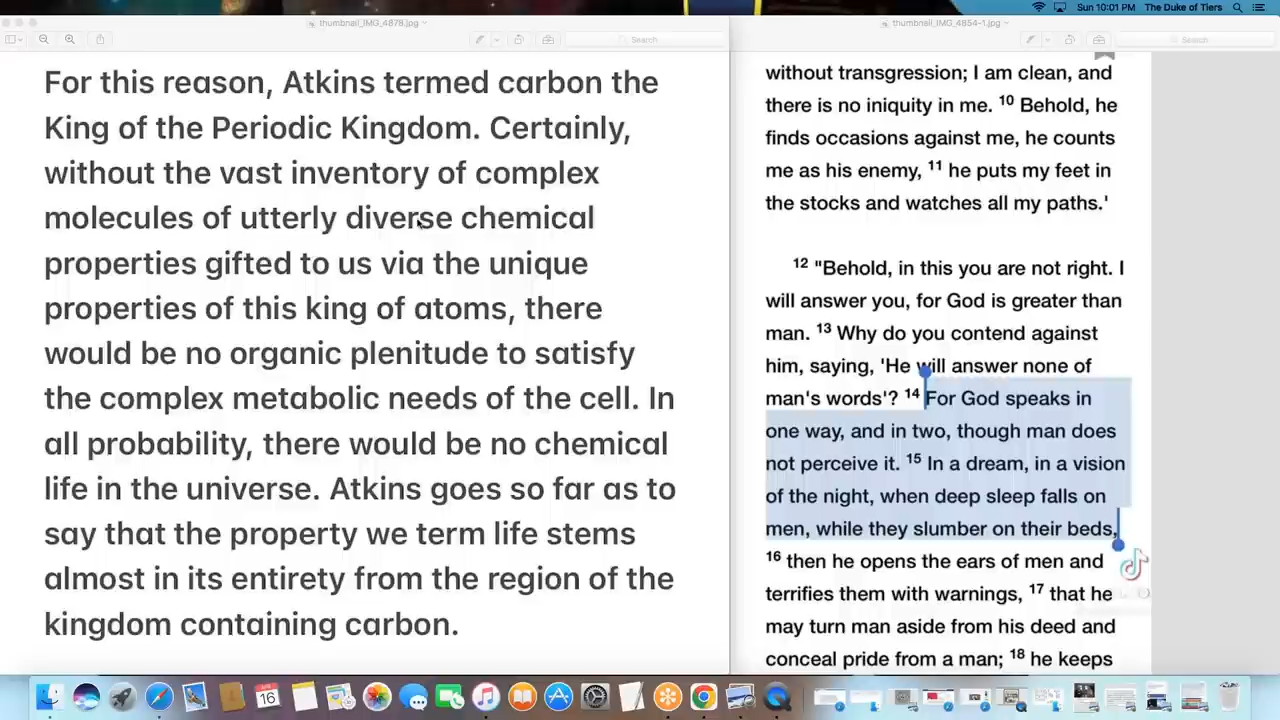 Sun 10:01 PM The Duke of Tiers
thumbnail_IMG_4878.jpg
thumbnail_IMG_4854-1.jpg
Search
Search
For this reason, Atkins termed carbon the
King of the Periodic Kingdom. Certainly,
without the vast inventory of complex
molecules of utterly diverse chemical
properties gifted to us via the unique
properties of this king of atoms, there
would be no organic plenitude to satisfy
the complex metabolic needs of the cell. In
all probability, there would be no chemical
life in the universe. Atkins goes so far as to
say that the property we term life stems
almost in its entirety from the region of the
kingdom containing carbon.
without transgression; I am clean, and
there is no iniquity in me. 10 Behold, he
finds occasions against me, he counts
me as his enemy, 11 he puts my feet in
the stocks and watches all my paths.'
12 "Behold, in this you are not right. I
will answer you, for God is greater than
man. 13 Why do you contend against
him, saying, 'He will answer none of
man's words'? 14 For God speaks in
one way, and in two, though man does
not perceive it. 15 In a dream, in a vision
of the night, when deep sleep falls on
men, while they slumber on their beds,
16 then he opens the ears of men and
terrifies them with warnings, 17 that he
may turn man aside from his deed and
conceal pride from a man; 18 he keeps
APR
16